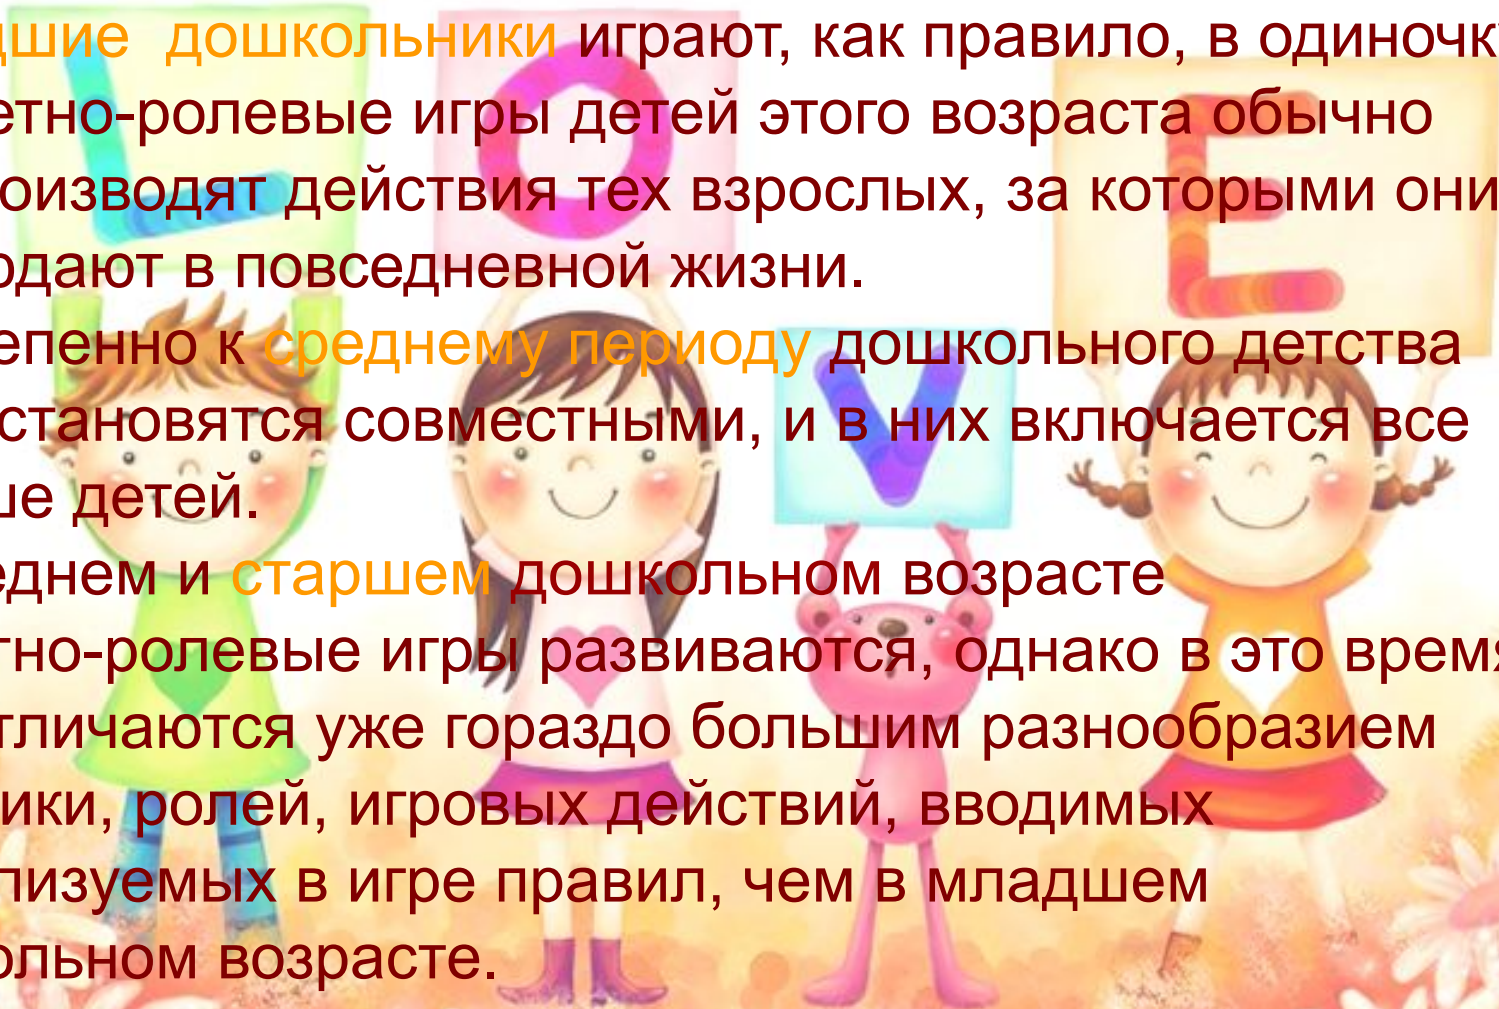 дшие дошкольники играют, как правило, в одиночку
етно-ролевые игры детей этого возраста обычно
оизводят действия тех взрослых, за которыми они
юдают в повседневной жизни.
епенно к среднему периоду дошкольного детства
становятся совместными, и в них включается все
ше детей.
еднем и старшем дошкольном возрасте
тно-ролевые игры развиваются, однако в это время
тличаются уже гораздо большим разнообразием
ики, ролей, игровых действий, вводимых
лизуемых в игре правил, чем в младшем
ольном возрасте.
L O V E